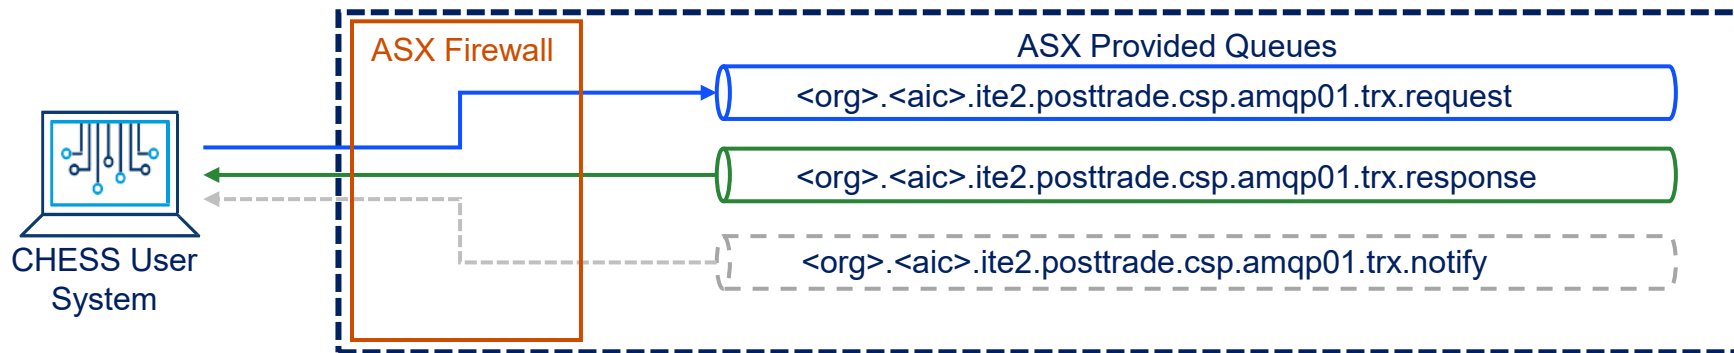 ASX Firewall
ASX Provided Queues
<org>.<aic>.ite2.posttrade.csp.amqp01.trx.request
<org>.<aic>.ite2.posttrade.csp.amqp01.trx.response
<org>.<aic>.ite2.posttrade.csp.amqp01.trx.notify
CHESS User
System